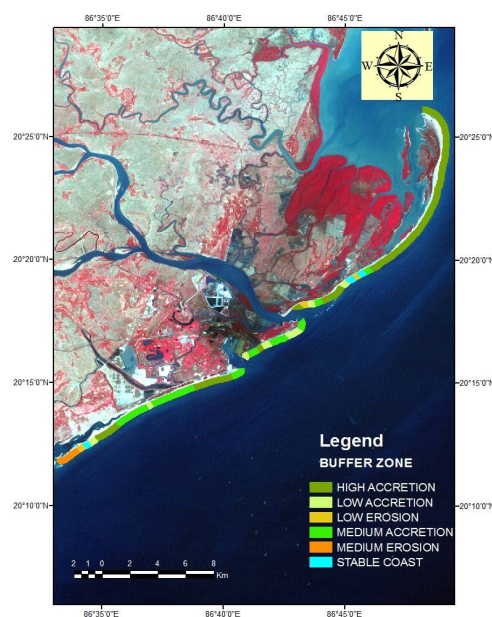 86°35'0"E 86°40'0"E 86°45'0"E
N
W E
S
20°25'0"N 20°25'0"N
20°20'0"N 20°20'0"N
20°15'0"N 20°15'0"N
20°10'0"N 20°10'0"N
Legend
BUFFER ZONE
HIGH ACCRETION
LOW ACCRETION
LOW EROSION
MEDIUM ACCRETION
MEDIUM EROSION
STABLE COAST
2 1 0 2 4 6 8
Km
86°35'0"E 86°40'0"E 86°45'0"E